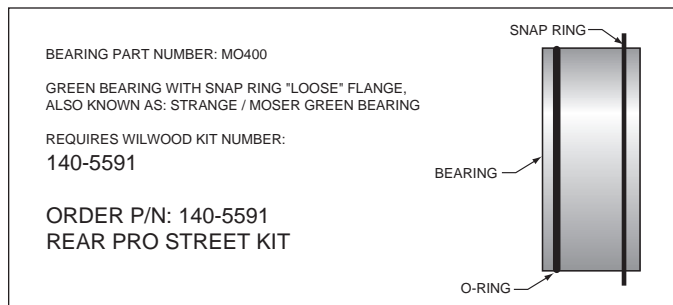 BEARING PART NUMBER: MO400
GREEN BEARING WITH SNAP RING "LOOSE" FLANGE,
ALSO KNOWN AS: STRANGE / MOSER GREEN BEARING
REQUIRES WILWOOD KIT NUMBER:
140-5591
ORDER P/N: 140-5591
REAR PRO STREET KIT
SNAP RING
BEARING
O-RING